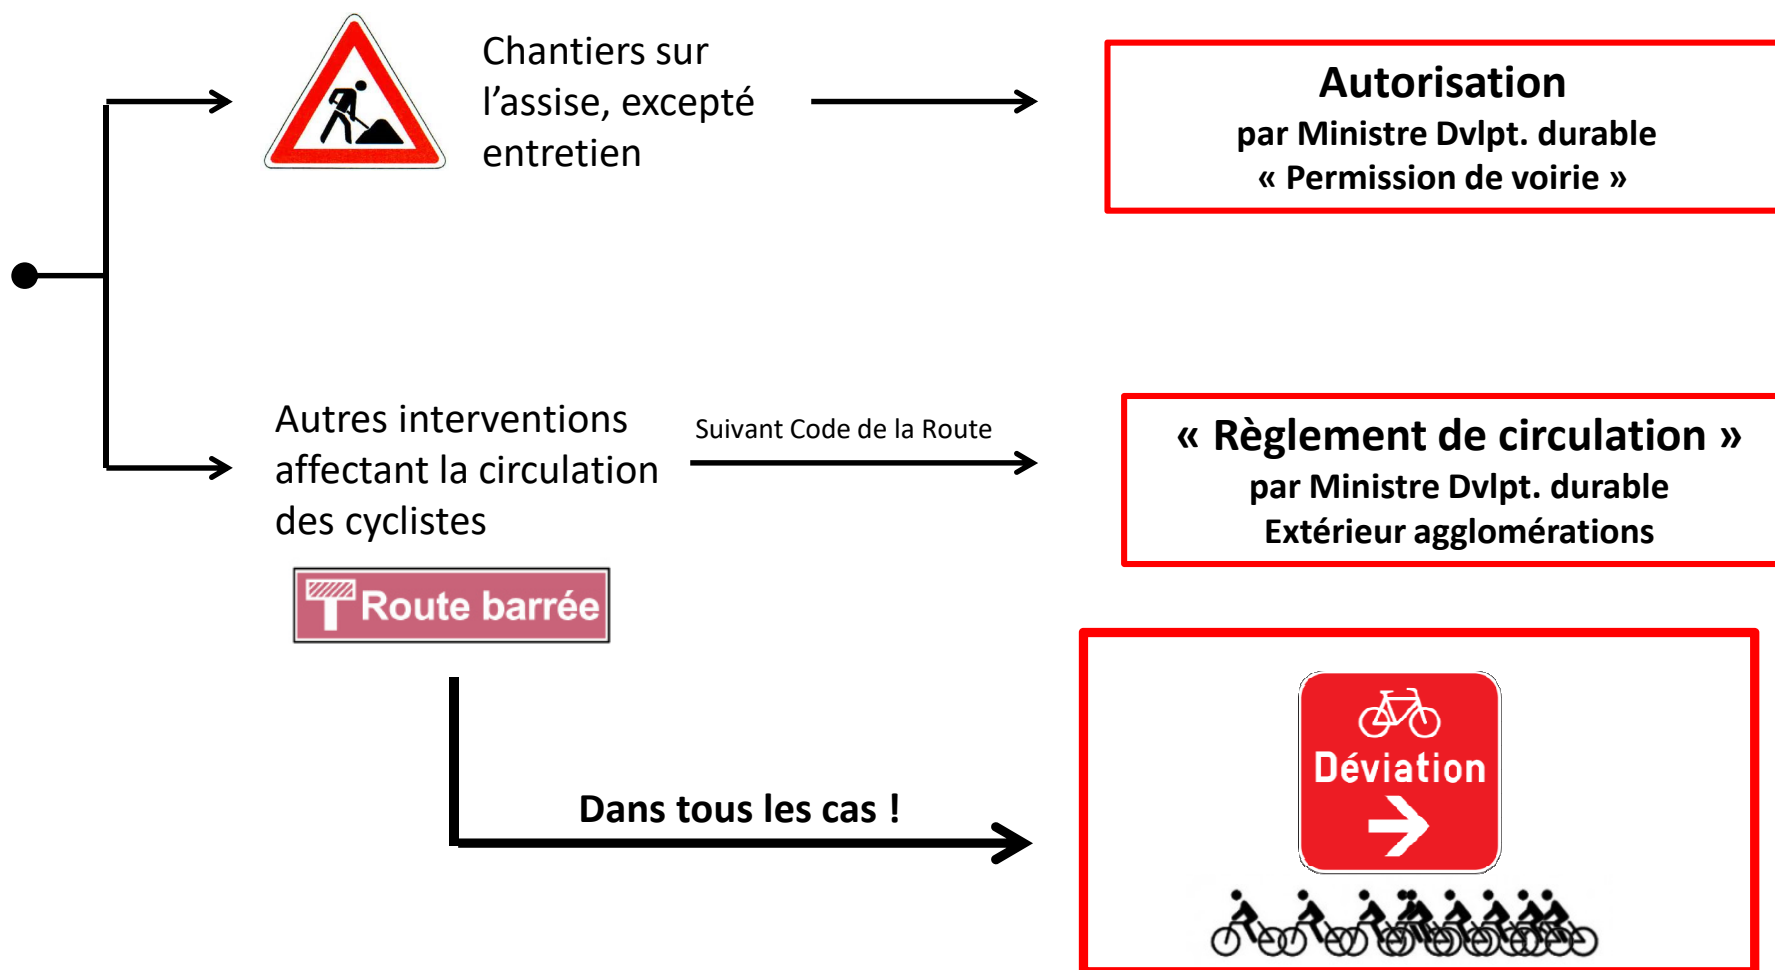 Chantiers sur
l’assise, excepté
entretien
Autorisation
par Ministre Dvlpt. durable
« Permission de voirie »
Autres interventions
affectant la circulation
des cyclistes
Suivant Code de la Route
« Règlement de circulation »
par Ministre Dvlpt. durable
Extérieur agglomérations
Route barrée
Déviation
Dans tous les cas !